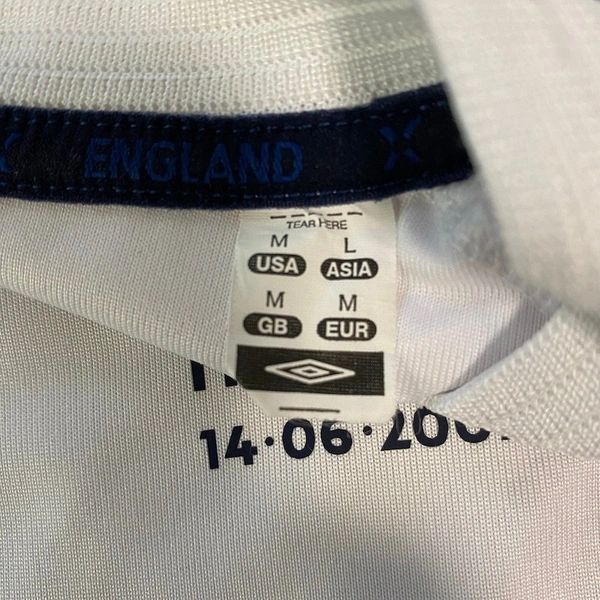 ENGLAND
TEAR HERE
M L
USA ASIA
M M
GB EUR
14·06·200